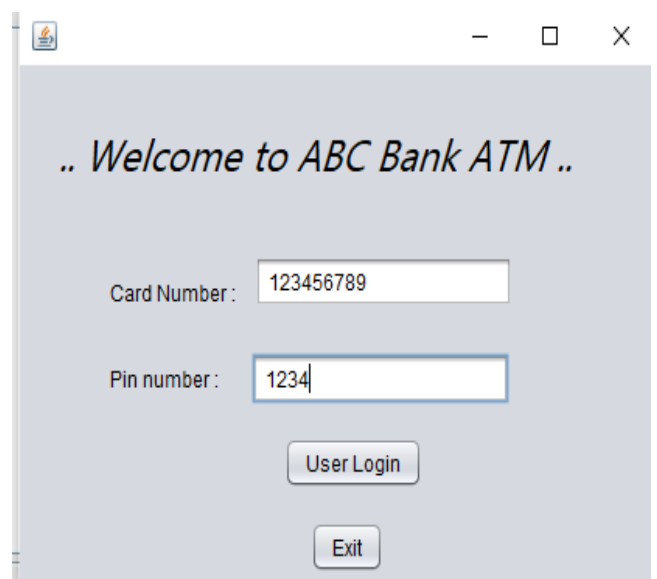 .. Welcome to ABC Bank ATM ..
Card Number : 123456789
Pin number : 1234
User Login
Exit